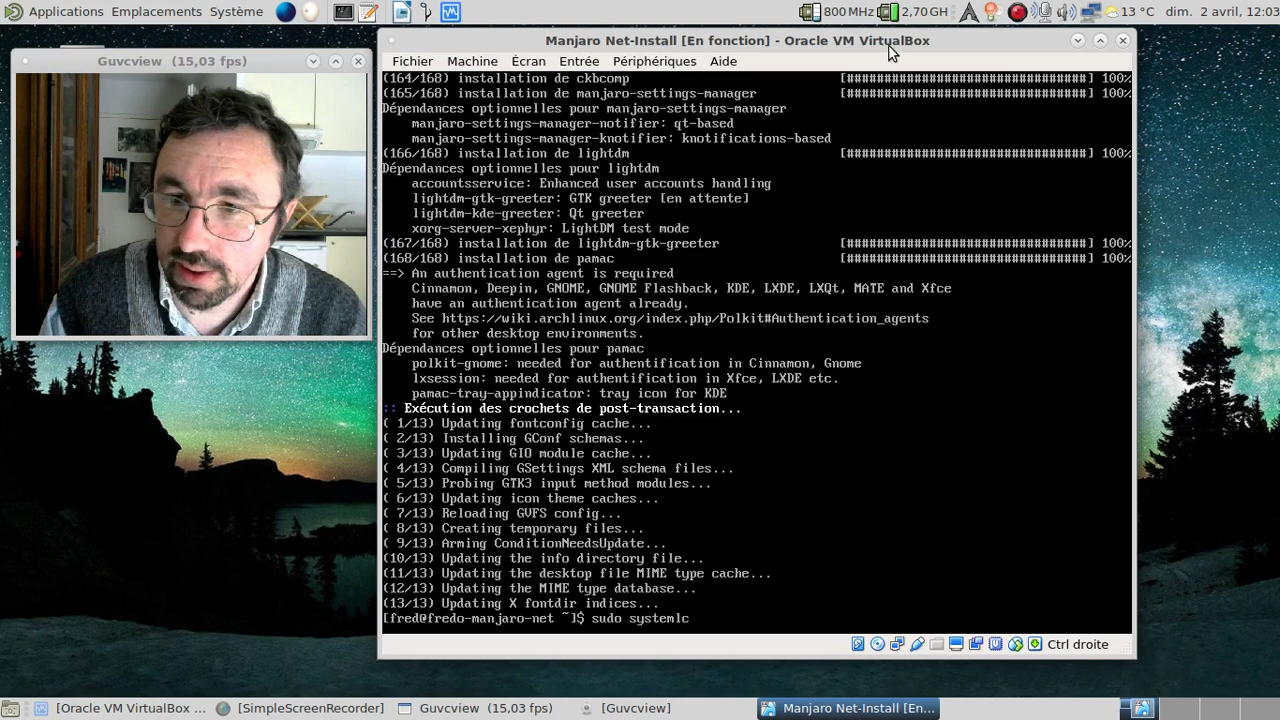 Applications Emplacements Système 800 MHz 2,70 GH 13 °C dim. 2 avril, 12:03
Guvcview (15,03 fps)
Manjaro Net-Install [En fonction] - Oracle VM VirtualBox
Fichier Machine Écran Entrée Périphériques Aide
(164/168) installation de ckbcomp [################################] 100%
(165/168) installation de manjaro-settings-manager [################################] 100%
Dépendances optionnelles pour manjaro-settings-manager
manjaro-settings-manager-notifier: qt-based
manjaro-settings-manager-knotifier: knotifications-based
(166/168) installation de lightdm [################################] 100%
Dépendances optionnelles pour lightdm
accountsservice: Enhanced user accounts handling
lightdm-gtk-greeter: GTK greeter [en attente]
lightdm-kde-greeter: Qt greeter
xorg-server-xephyr: LightDM test mode
(167/168) installation de lightdm-gtk-greeter [################################] 100%
(168/168) installation de pamac [################################] 100%
==> An authentication agent is required
Cinnamon, Deepin, GNOME, GNOME Flashback, KDE, LXDE, LXQt, MATE and Xfce
have an authentication agent already.
See https://wiki.archlinux.org/index.php/Polkit#Authentication_agents
for other desktop environments.
Dépendances optionnelles pour pamac
polkit-gnome: needed for authentification in Cinnamon, Gnome
lxsession: needed for authentification in Xfce, LXDE etc.
pamac-tray-appindicator: tray icon for KDE
:: Exécution des crochets de post-transaction...
( 1/13) Updating fontconfig cache...
( 2/13) Installing GConf schemas...
( 3/13) Updating GIO module cache...
( 4/13) Compiling GSettings XML schema files...
( 5/13) Probing GTK3 input method modules...
( 6/13) Updating icon theme caches...
( 7/13) Reloading GVFS config...
( 8/13) Creating temporary files...
( 9/13) Arming ConditionNeedsUpdate...
(10/13) Updating the info directory file...
(11/13) Updating the desktop file MIME type cache...
(12/13) Updating the MIME type database...
(13/13) Updating X fontdir indices...
[fred@fredo-manjaro-net ~]$ sudo systemlc
Ctrl droite
[Oracle VM VirtualBox ... [SimpleScreenRecorder] Guvcview (15,03 fps) [Guvcview] Manjaro Net-Install [En...